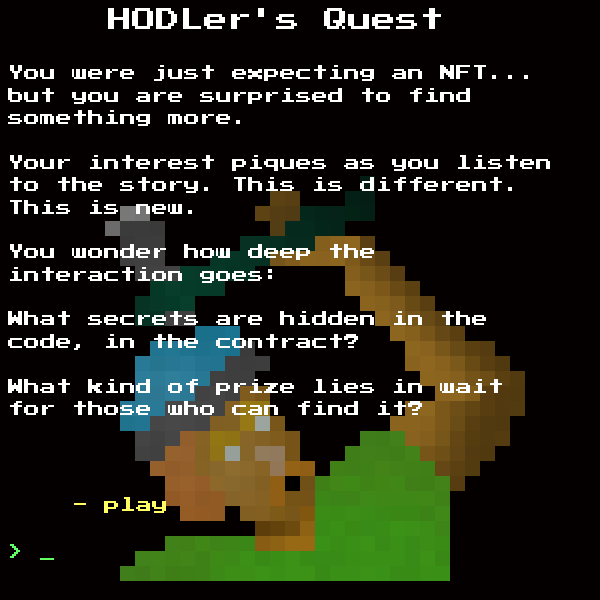 HODLer's Quest
You were just expecting an NFT...
but you are surprised to find
something more.
Your interest piques as you listen
to the story. This is different.
This is new.
You wonder how deep the
interaction goes:
What secrets are hidden in the
code, in the contract?
What kind of prize lies in wait
for those who can find it?
- play
> _